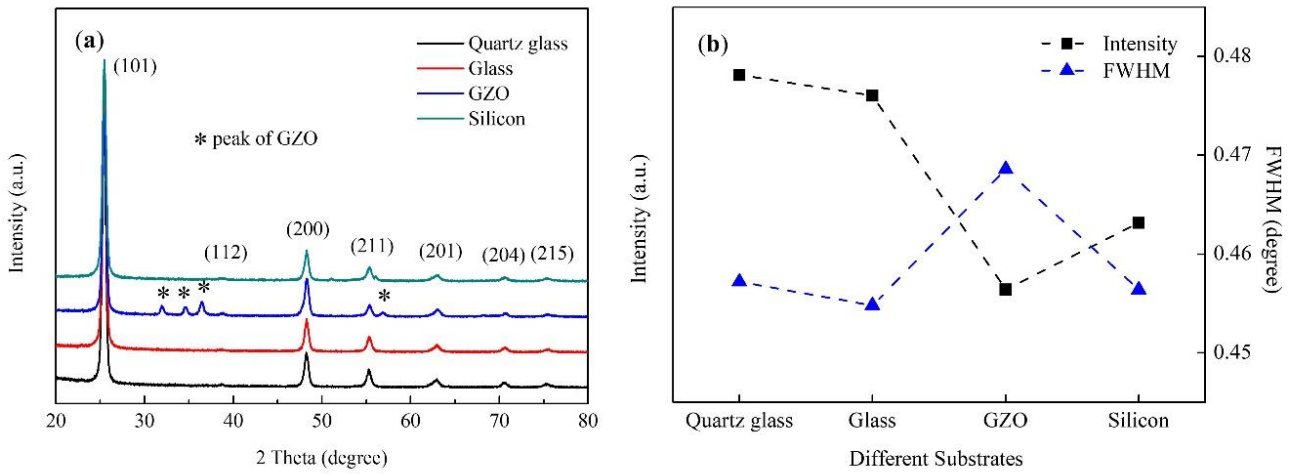 (a)
Quartz glass
Glass
GZO
Silicon
* peak of GZO
(101)
(112)
(200)
(211)
(201)
(204)
(215)
* * *
*
Intensity (a.u.)
20 30 40 50 60 70 80
2 Theta (degree)
(b)
Intensity
FWHM
Intensity (a.u.)
0.48
0.47
0.46
0.45
FWHM (degree)
Quartz glass Glass GZO Silicon
Different Substrates